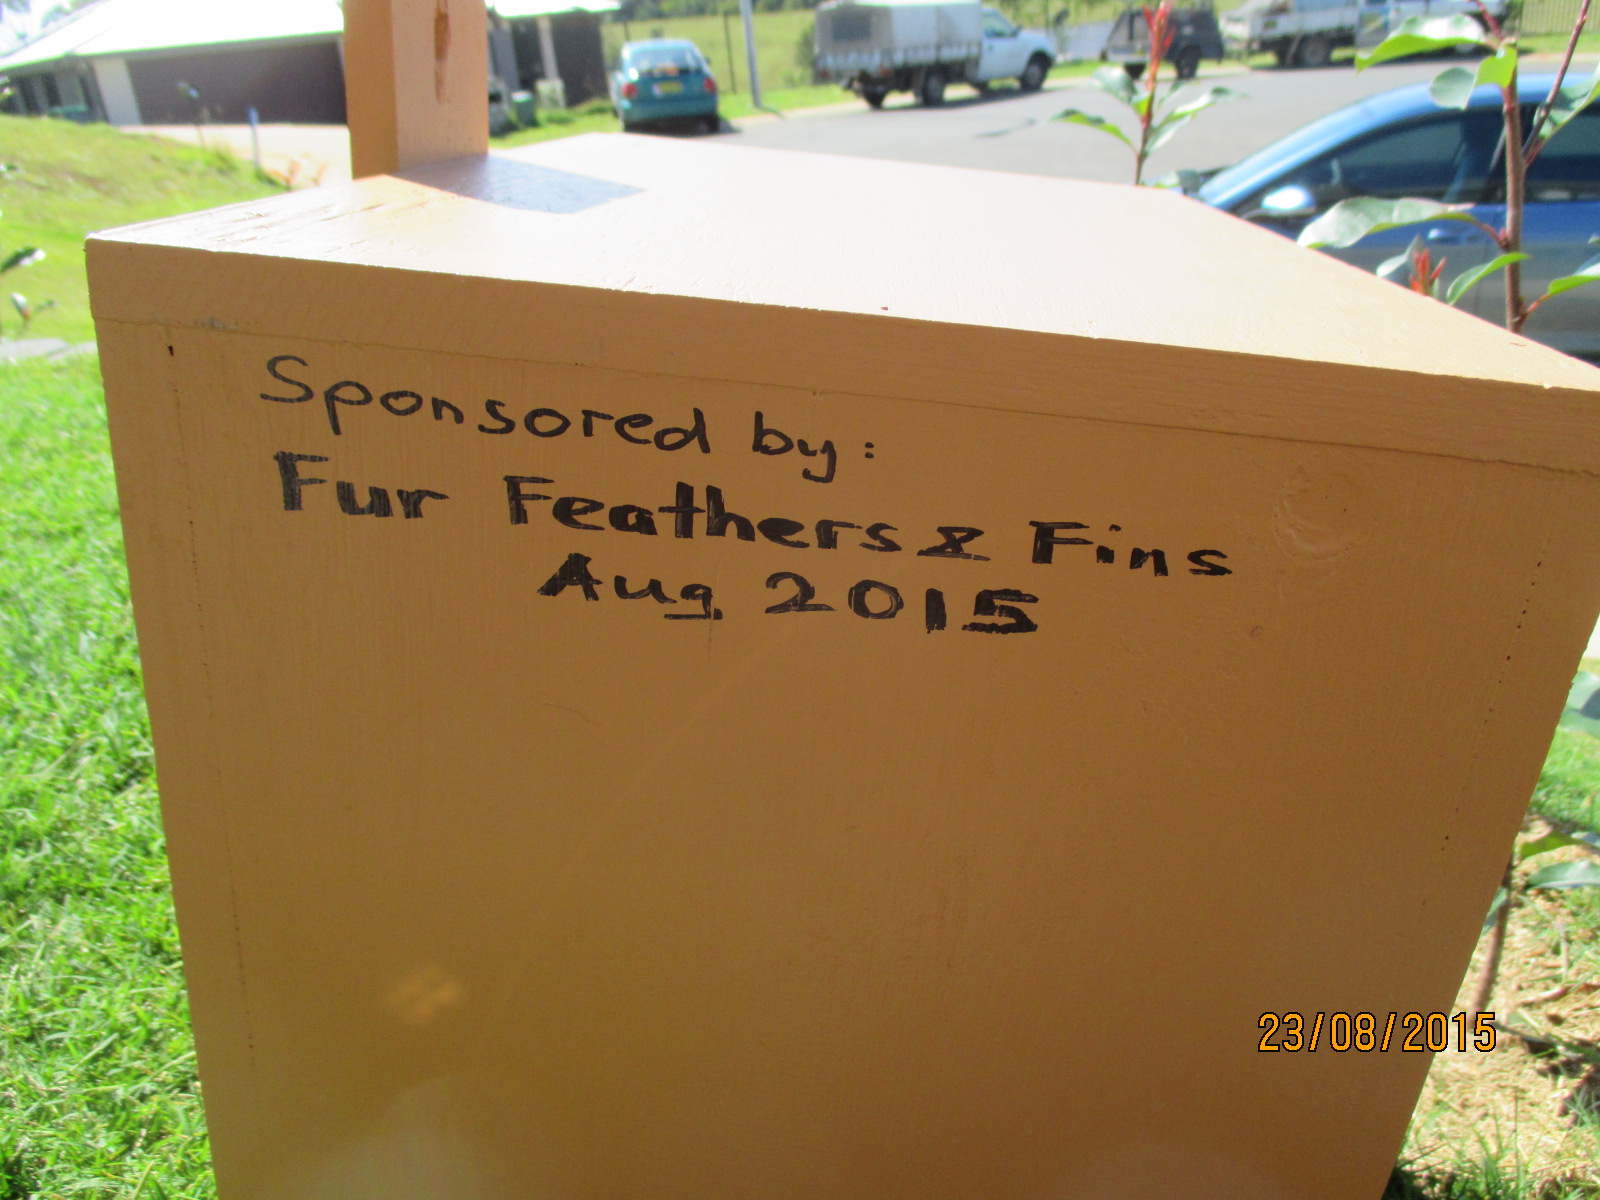 Sponsored by:
Fur Feathers & Fins
Aug 2015
23/08/2015